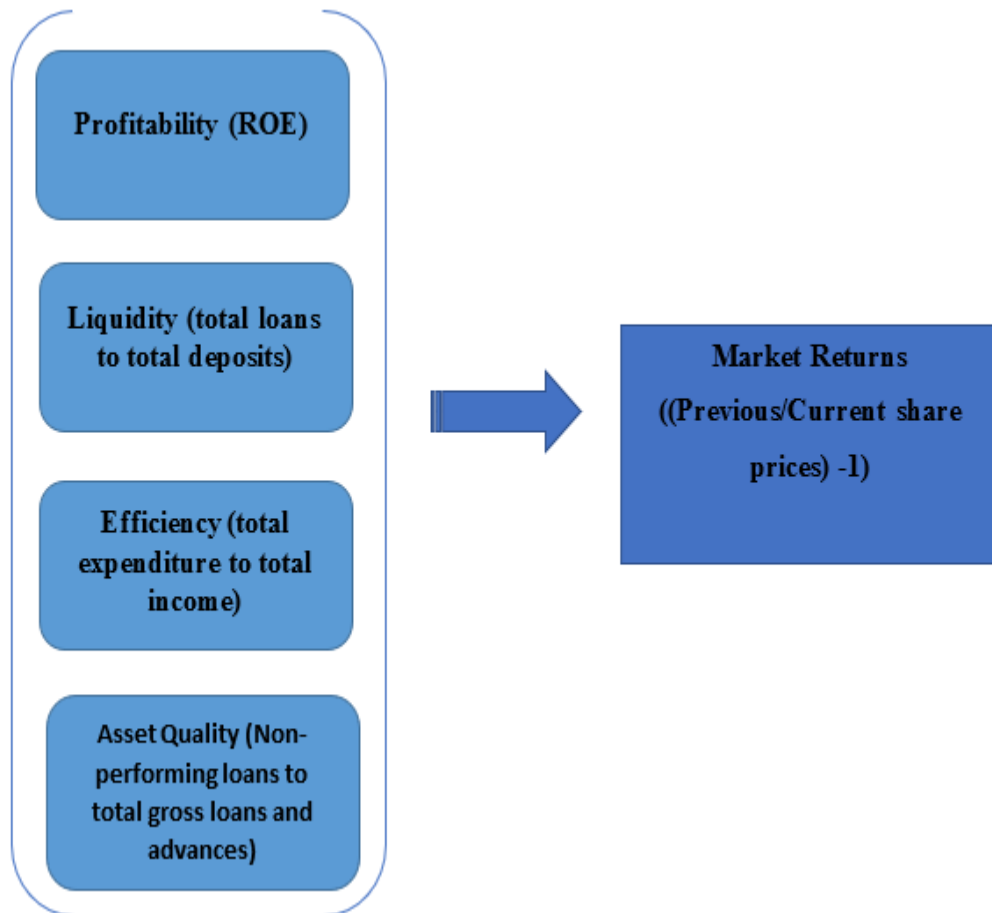 Profitability (ROE)
Liquidity (total loans
to total deposits)
Efficiency (total
expenditure to total
income)
Asset Quality (Non-
performing loans to
total gross loans and
advances)
Market Returns
((Previous/Current share
prices) -1)